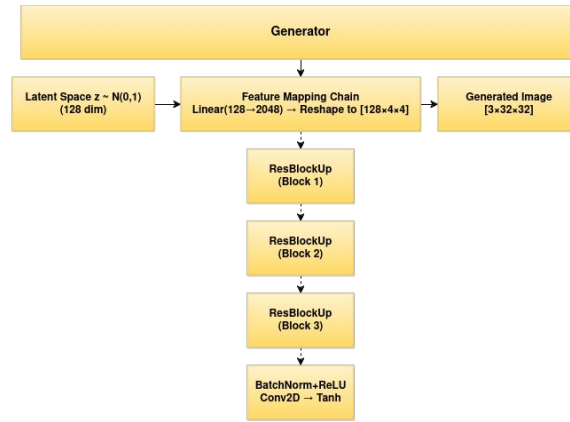 Generator
Latent Space z ~ N(0,1)
(128 dim)
Feature Mapping Chain
Linear(128→2048) → Reshape to [128×4×4]
Generated Image
[3×32×32]
ResBlockUp
(Block 1)
ResBlockUp
(Block 2)
ResBlockUp
(Block 3)
BatchNorm+ReLU
Conv2D → Tanh